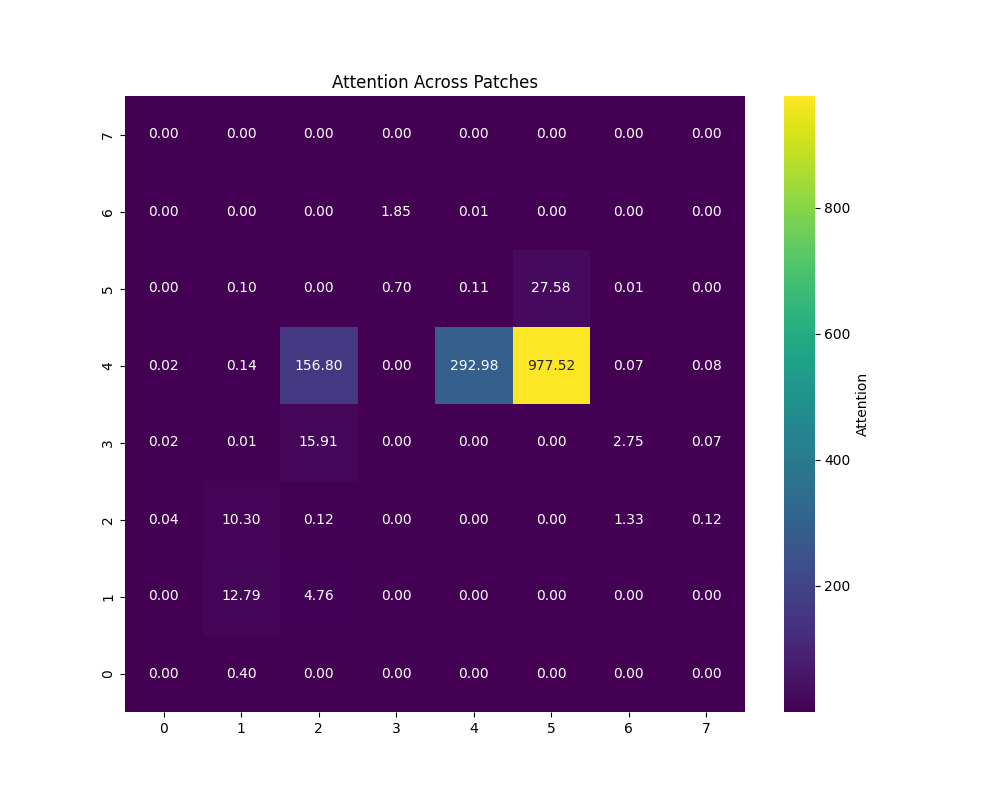 Attention Across Patches
7 0.00 0.00 0.00 0.00 0.00 0.00 0.00 0.00
6 0.00 0.00 0.00 1.85 0.01 0.00 0.00 0.00
800
5 0.00 0.10 0.00 0.70 0.11 27.58 0.01 0.00
600
4 0.02 0.14 156.80 0.00 292.98 977.52 0.07 0.08
Attention
3 0.02 0.01 15.91 0.00 0.00 0.00 2.75 0.07
400
2 0.04 10.30 0.12 0.00 0.00 0.00 1.33 0.12
200
1 0.00 12.79 4.76 0.00 0.00 0.00 0.00 0.00
0 0.00 0.40 0.00 0.00 0.00 0.00 0.00 0.00
0 1 2 3 4 5 6 7